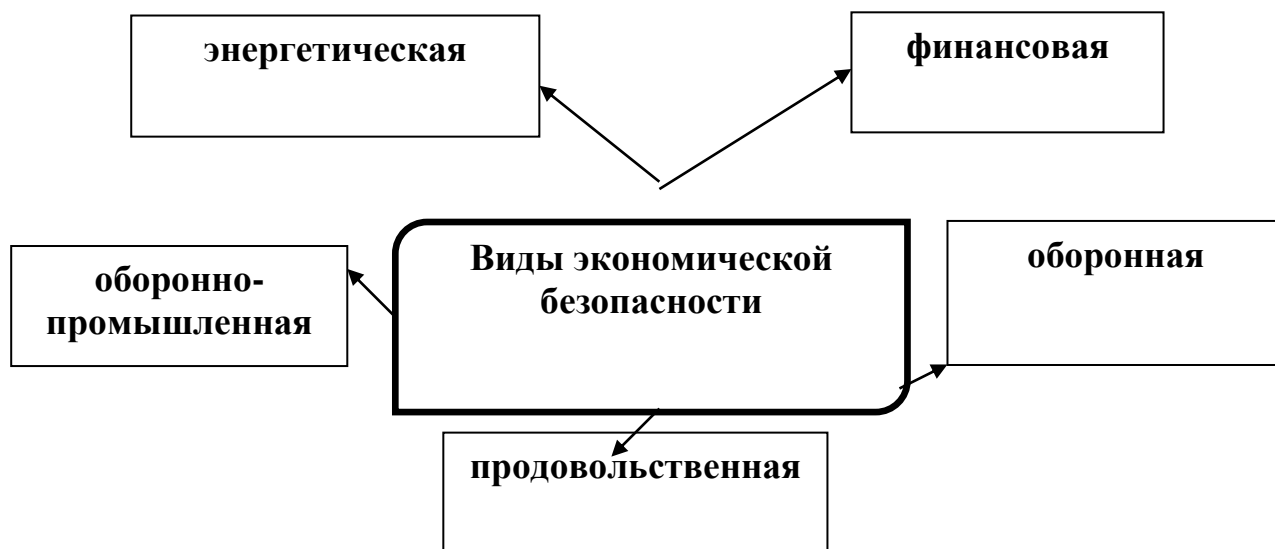 энергетическая
финансовая
Виды экономической
безопасности
оборонная
оборонно-
промышленная
продовольственная